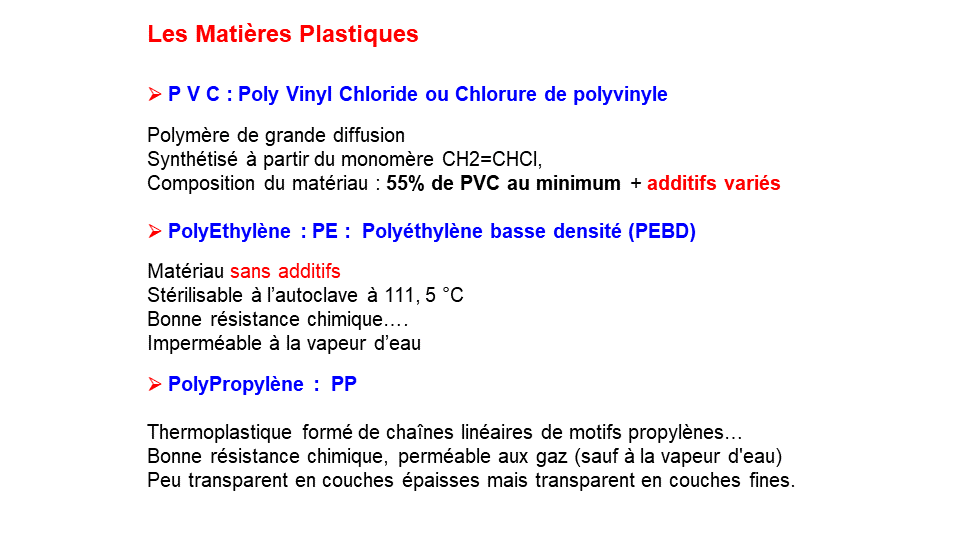 Les Matières Plastiques
➢ P V C : Poly Vinyl Chloride ou Chlorure de polyvinyle
Polymère de grande diffusion
Synthétisé à partir du monomère CH2=CHCl,
Composition du matériau : 55% de PVC au minimum + additifs variés
➢ PolyEthylène : PE : Polyéthylène basse densité (PEBD)
Matériau sans additifs
Stérilisable à l’autoclave à 111, 5 °C
Bonne résistance chimique….
Imperméable à la vapeur d’eau
➢ PolyPropylène : PP
Thermoplastique formé de chaînes linéaires de motifs propylènes…
Bonne résistance chimique, perméable aux gaz (sauf à la vapeur d'eau)
Peu transparent en couches épaisses mais transparent en couches fines.